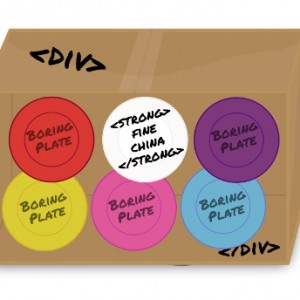 <DIV>
BORING
PLATE
<STRONG>
FINE
CHINA
</STRONG>
BORING
PLATE
BORING
PLATE
BORING
PLATE
BORING
PLATE
</DIV>